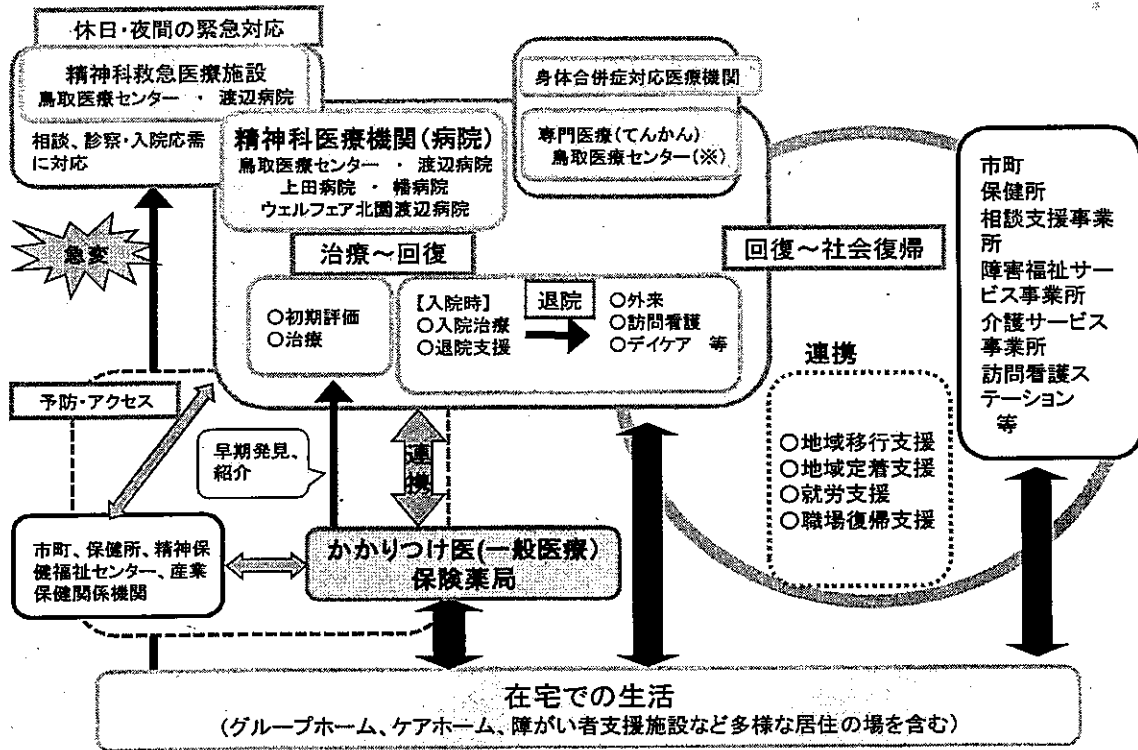 休日・夜間の緊急対応
精神科救急医療施設
鳥取医療センター ・ 渡辺病院
相談、診察・入院応需
に対応
身体合併症対応医療機関
専門医療(てんかん)
鳥取医療センター(※)
精神科医療機関(病院)
鳥取医療センター ・ 渡辺病院
上田病院 ・ 幡病院
ウェルフェア北園渡辺病院
治療～回復
回復～社会復帰
市町
保健所
相談支援事業
所
障害福祉サー
ビス事業所
介護サービス
事業所
訪問看護ス
テーション
等
急変
○初期評価
○治療
【入院時】
○入院治療
○退院支援
退院
○外来
○訪問看護
○デイケア 等
連携
○地域移行支援
○地域定着支援
○就労支援
○職場復帰支援
予防・アクセス
早期発見、
紹介
連携
市町、保健所、精神保
健福祉センター、産業
保健関係機関
かかりつけ医(一般医療)
保険薬局
在宅での生活
(グループホーム、ケアホーム、障がい者支援施設など多様な居住の場を含む)